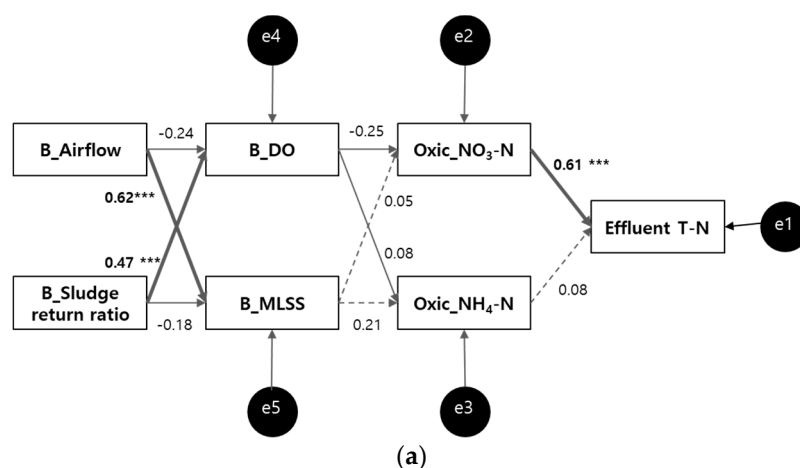 e4
e2
-0.24
-0.25
B_Airflow
B_DO
Oxic_NO₃-N
0.61 ***
0.62***
0.05
Effluent T-N
e1
0.47 ***
0.08
B_Sludge
return ratio
B_MLSS
Oxic_NH₄-N
0.08
-0.18
0.21
e5
e3
(a)